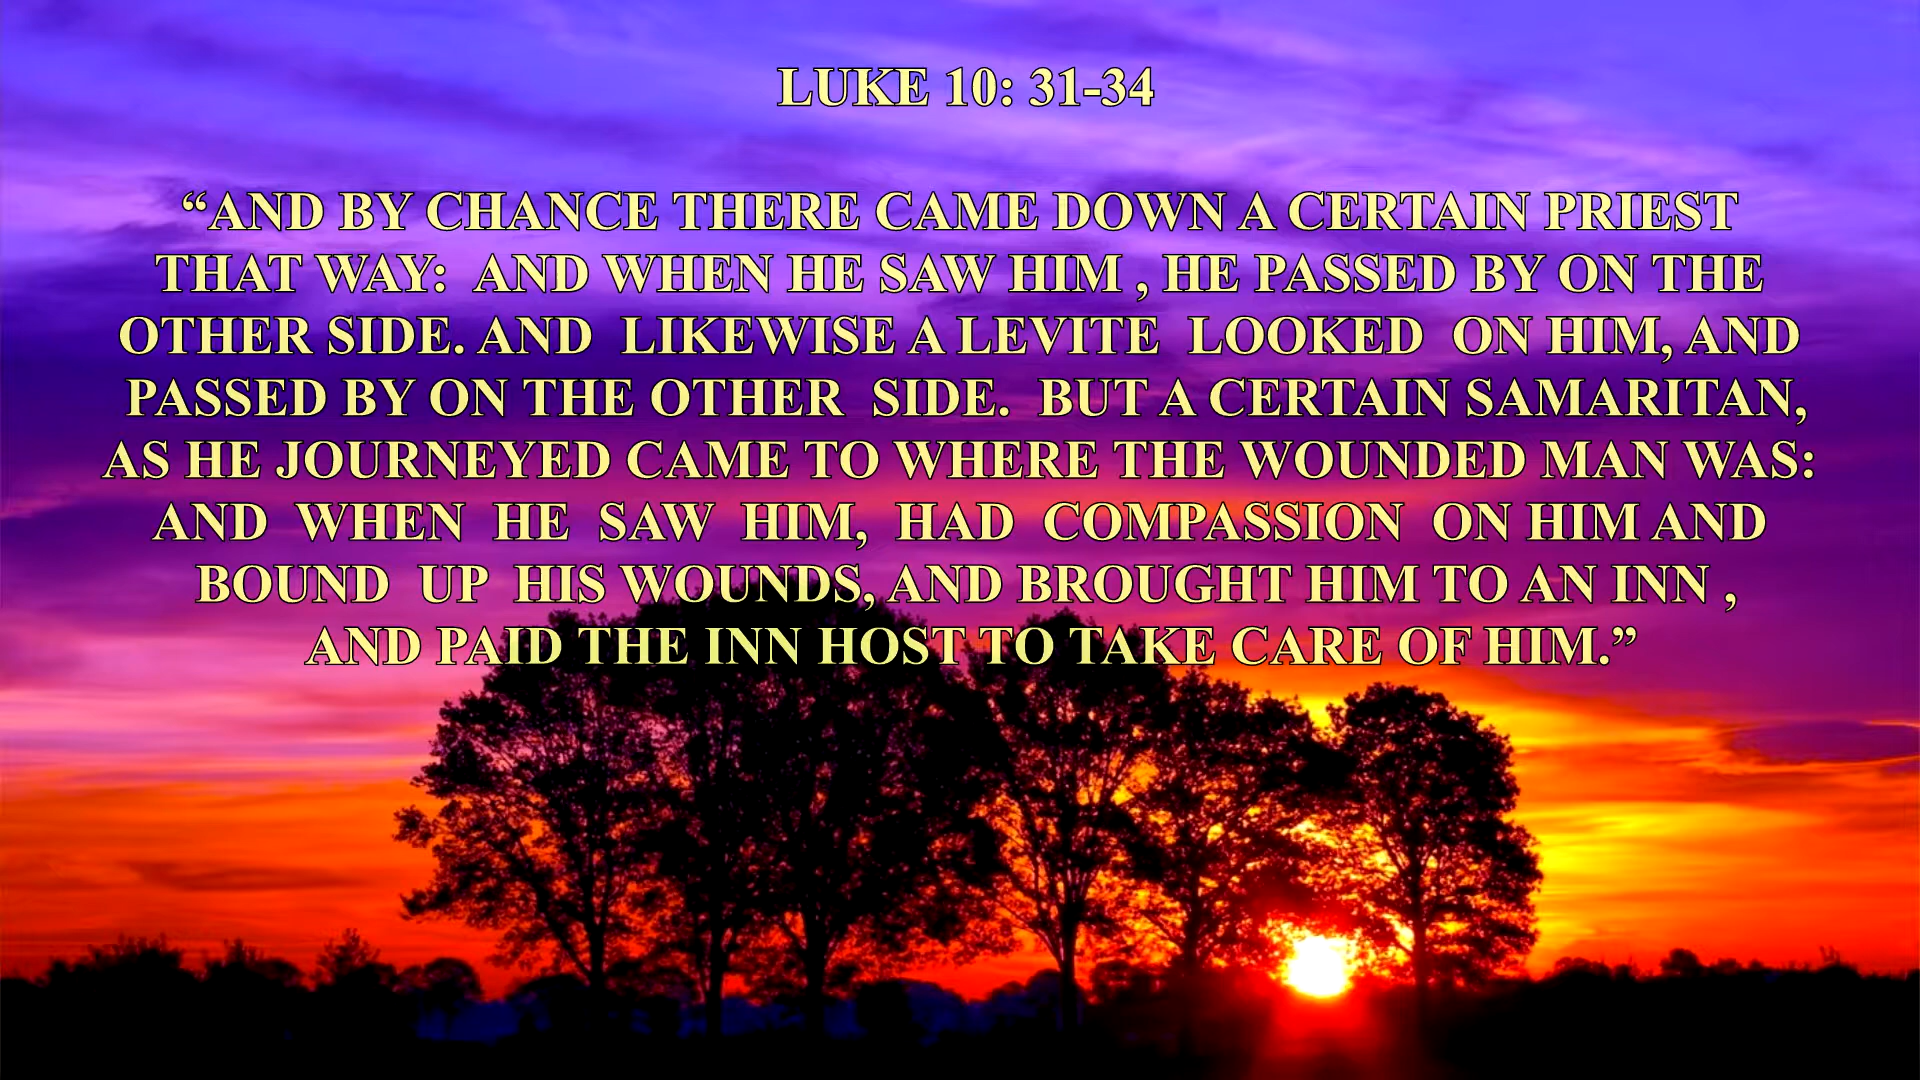 LUKE 10: 31-34
“AND BY CHANCE THERE CAME DOWN A CERTAIN PRIEST
THAT WAY:  AND WHEN HE SAW HIM , HE PASSED BY ON THE
OTHER SIDE. AND  LIKEWISE A LEVITE  LOOKED  ON HIM, AND
PASSED BY ON THE OTHER  SIDE.  BUT A CERTAIN SAMARITAN,
AS HE JOURNEYED CAME TO WHERE THE WOUNDED MAN WAS:
AND  WHEN  HE  SAW  HIM,  HAD  COMPASSION  ON HIM AND
BOUND  UP  HIS WOUNDS, AND BROUGHT HIM TO AN INN ,
AND PAID THE INN HOST TO TAKE CARE OF HIM.”